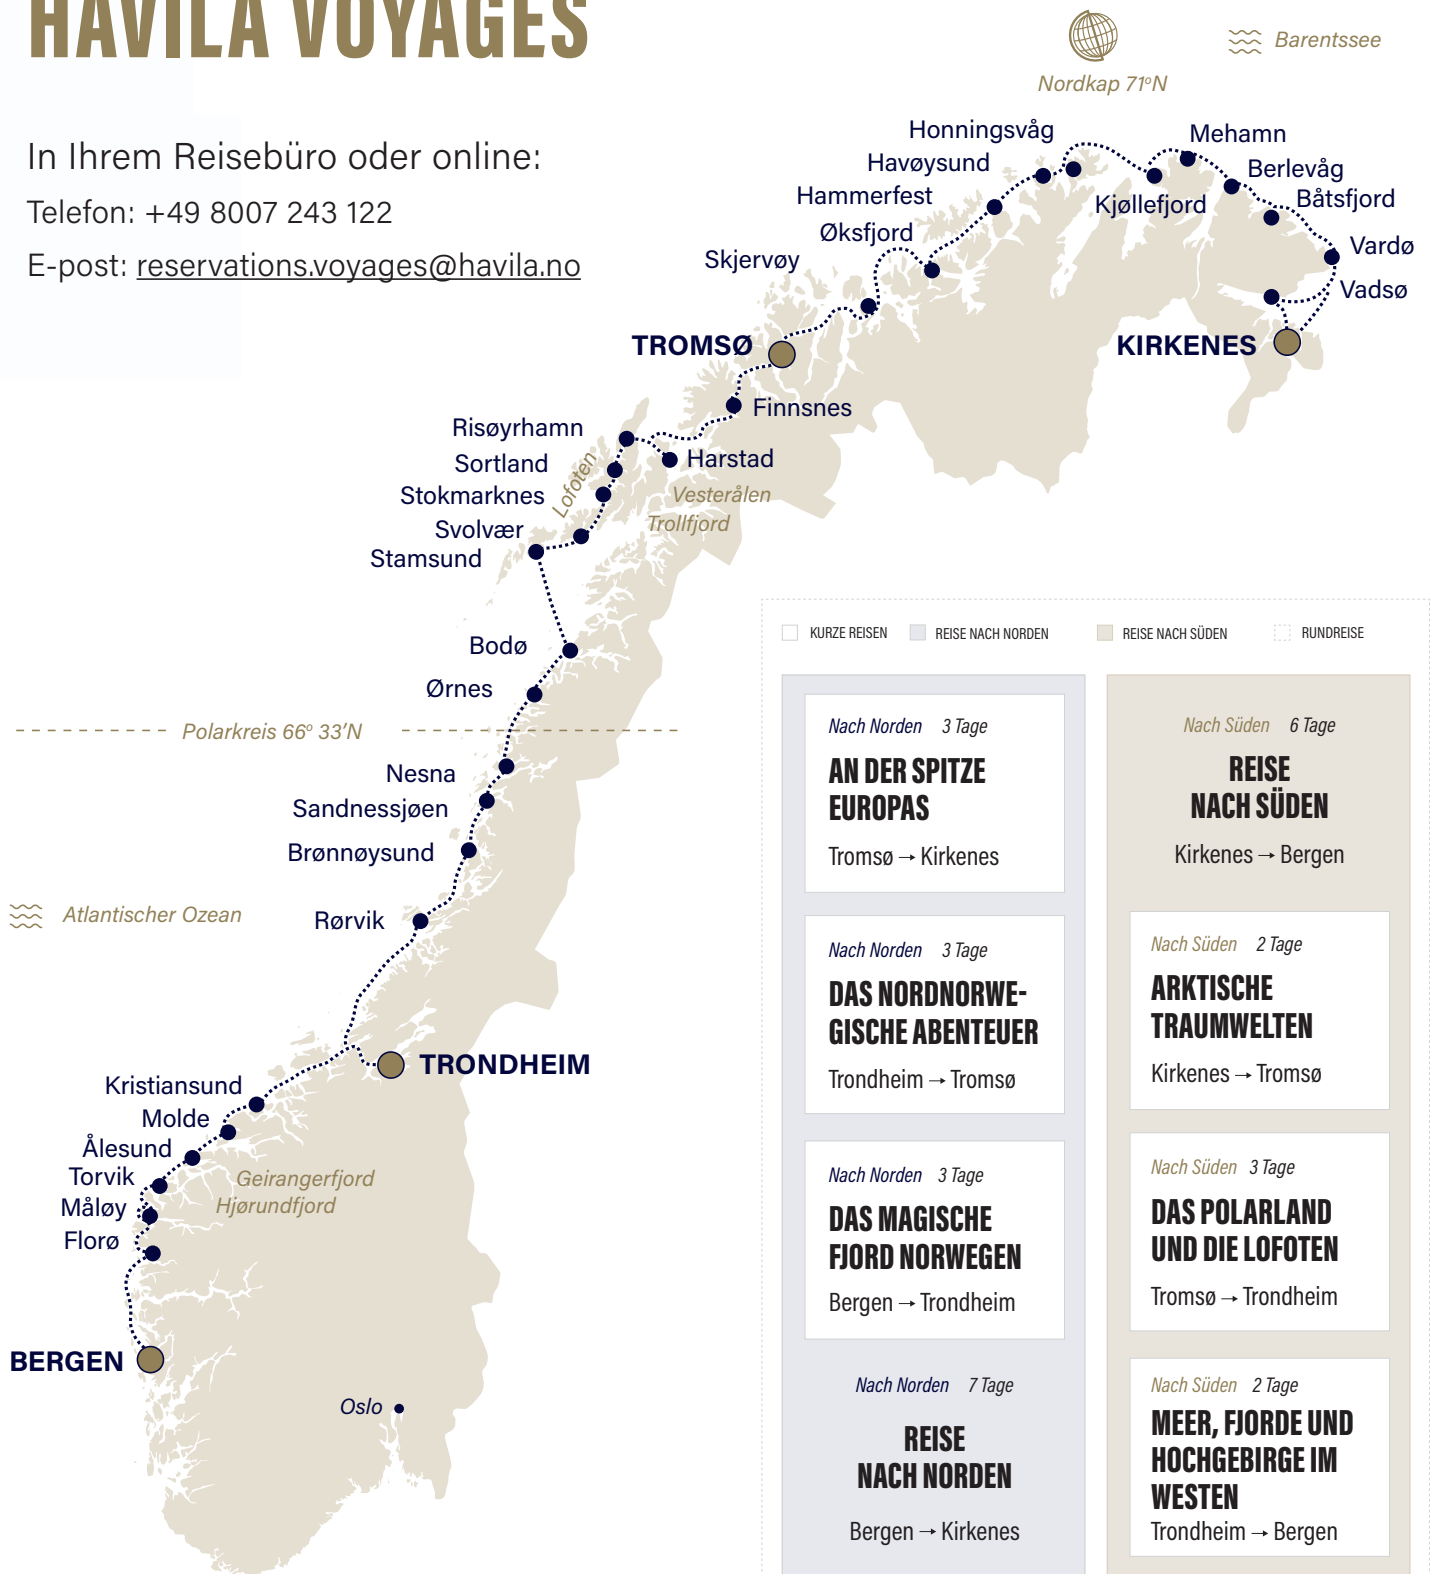 HAVILA VOYAGES
In Ihrem Reisebüro oder online:
Telefon: +49 8007 243 122
E-post: reservations.voyages@havila.no
Nordkap 71ºN
Barentssee
Honningsvåg
Mehamn
Havøysund
Berlevåg
Hammerfest
Kjøllefjord
Båtsfjord
Øksfjord
Vardø
Skjervøy
Vadsø
TROMSØ
KIRKENES
Finnsnes
Risøyrhamn
Harstad
Sortland
Lofoten
Stokmarknes
Vesterålen
Svolvær
Trollfjord
Stamsund
Bodø
Ørnes
Polarkreis 66º 33’N
Nesna
Sandnessjøen
Brønnøysund
Atlantischer Ozean
Rørvik
TRONDHEIM
Kristiansund
Molde
Ålesund
Torvik
Geirangerfjord
Måløy
Hjørundfjord
Florø
BERGEN
Oslo
KURZE REISEN
REISE NACH NORDEN
REISE NACH SÜDEN
RUNDREISE
Nach Norden 3 Tage
AN DER SPITZE
EUROPAS
Tromsø → Kirkenes
Nach Norden 3 Tage
DAS NORDNORWE-
GISCHE ABENTEUER
Trondheim → Tromsø
Nach Norden 3 Tage
DAS MAGISCHE
FJORD NORWEGEN
Bergen → Trondheim
Nach Norden 7 Tage
REISE
NACH NORDEN
Bergen → Kirkenes
Nach Süden 6 Tage
REISE
NACH SÜDEN
Kirkenes → Bergen
Nach Süden 2 Tage
ARKTISCHE
TRAUMWELTEN
Kirkenes → Tromsø
Nach Süden 3 Tage
DAS POLARLAND
UND DIE LOFOTEN
Tromsø → Trondheim
Nach Süden 2 Tage
MEER, FJORDE UND
HOCHGEBIRGE IM
WESTEN
Trondheim → Bergen